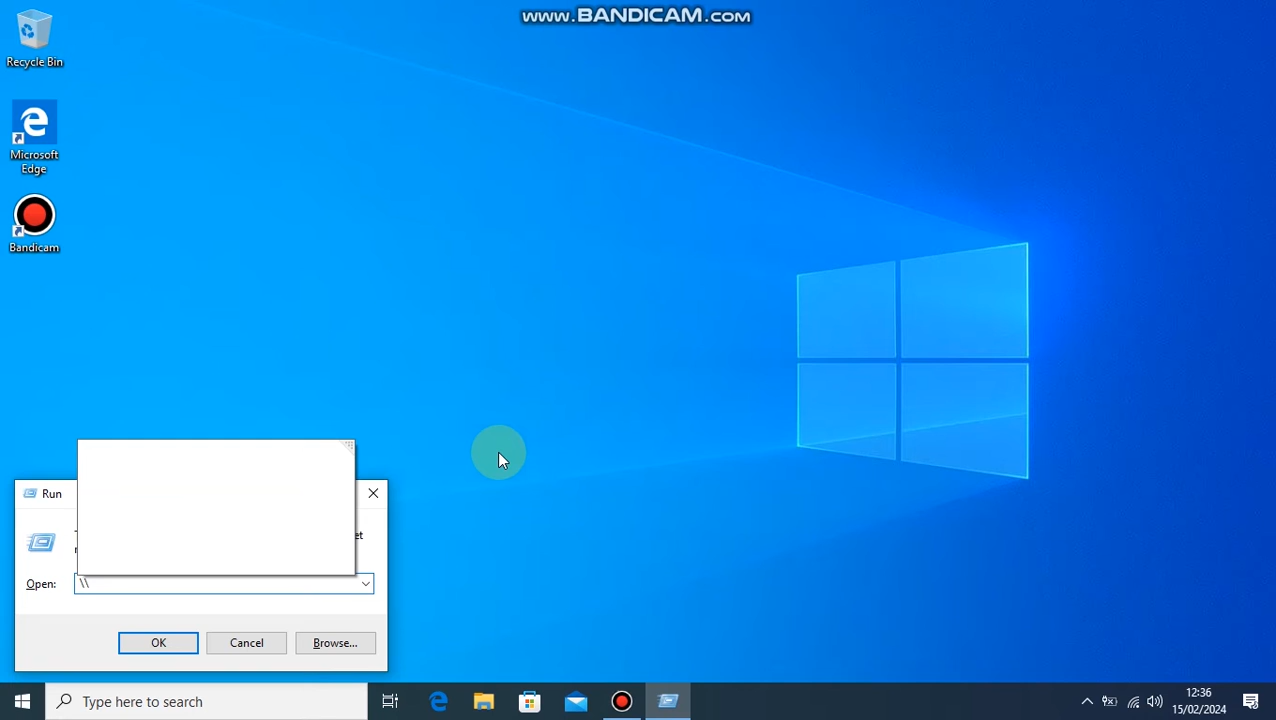 www.BANDICAM.com
Recycle Bin
Microsoft
Edge
Bandicam
Run
et
Open:
\\
OK
Cancel
Browse...
Type here to search
12:36
15/02/2024